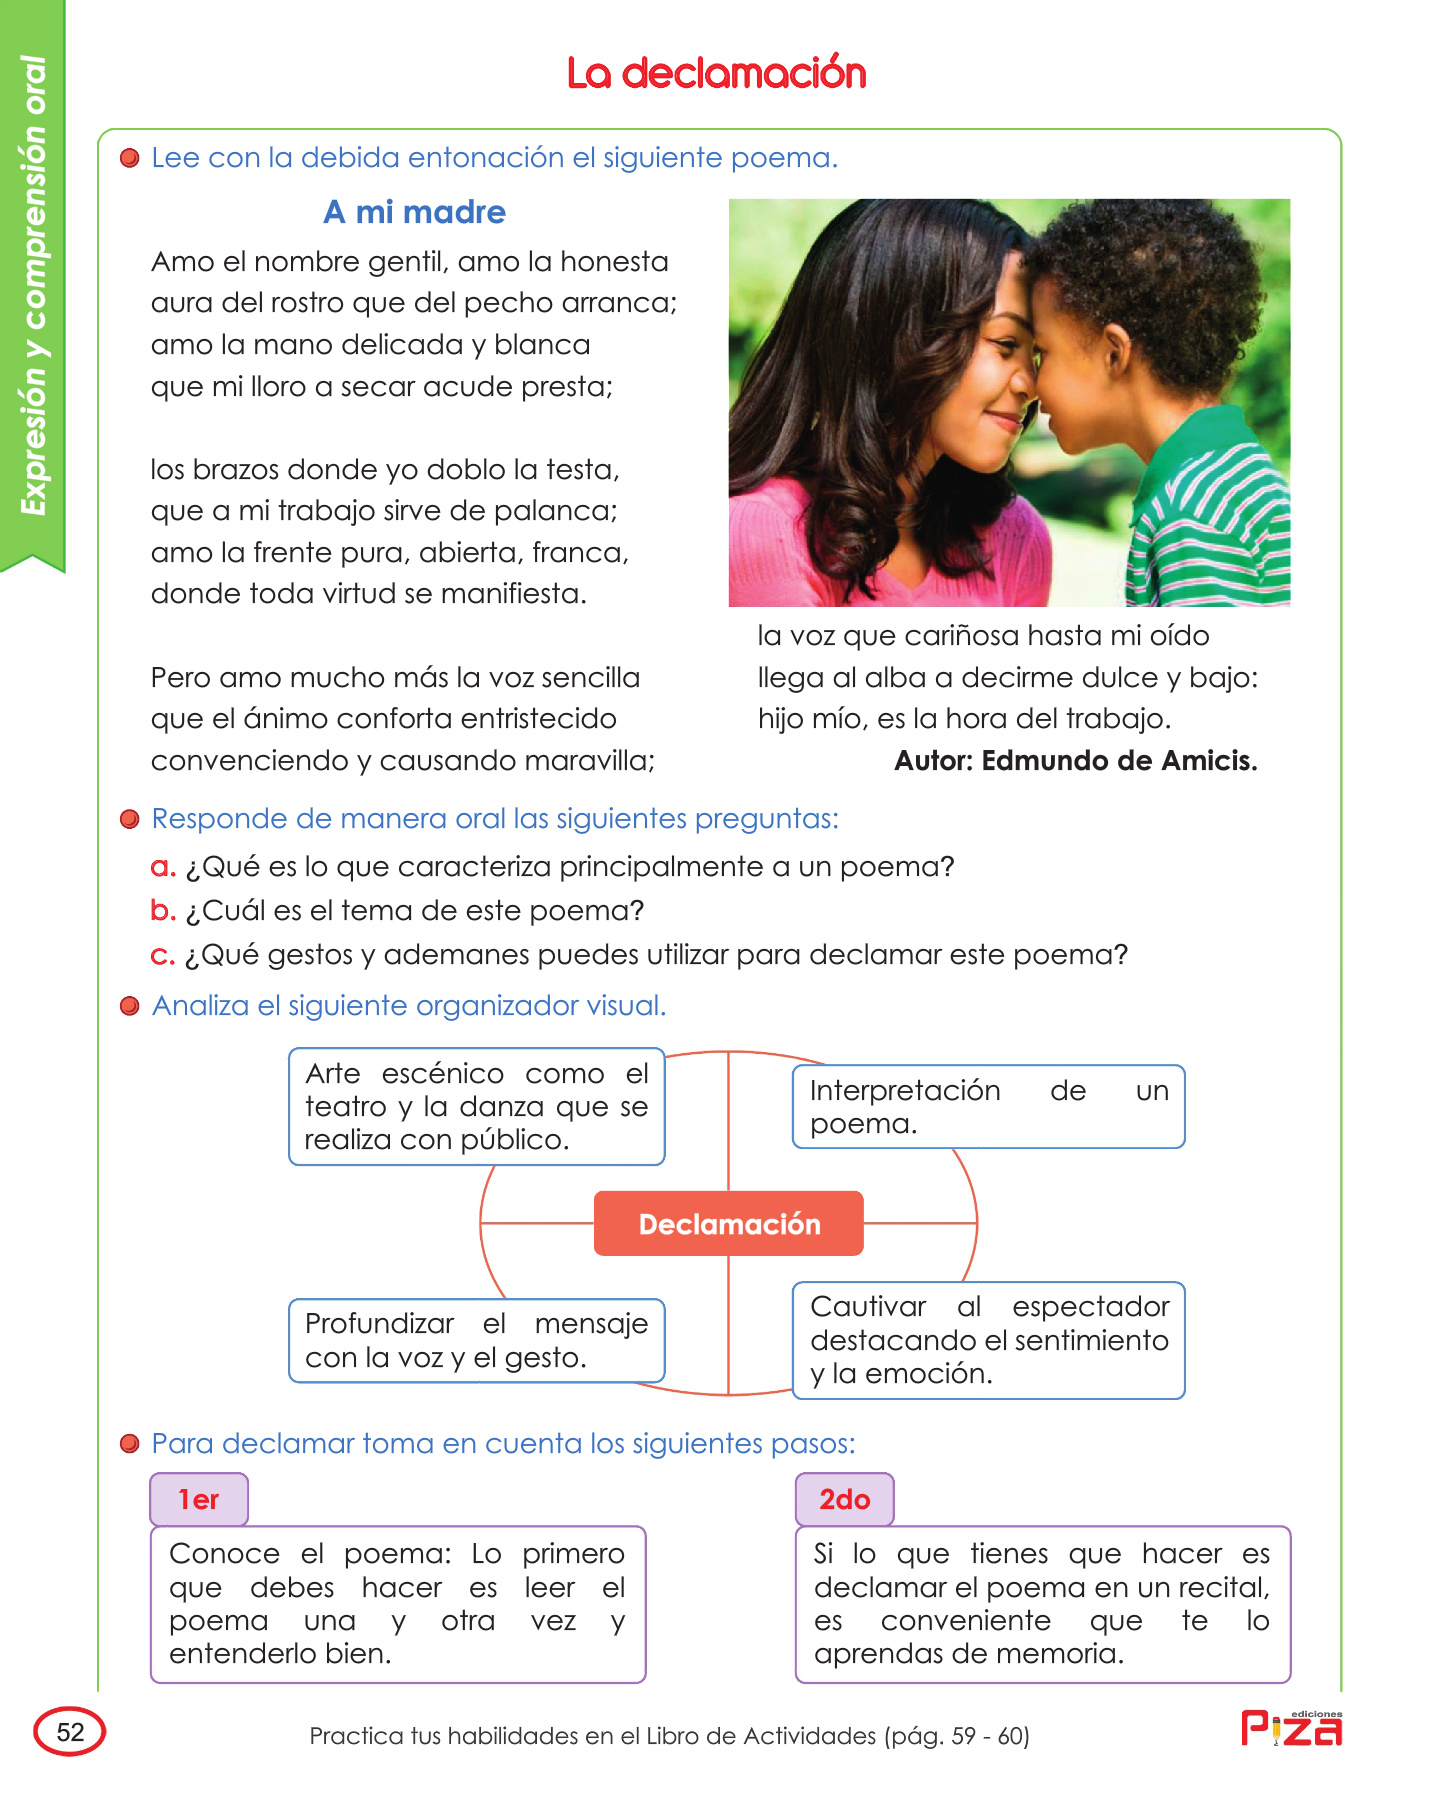 Expresión y comprensión oral
La declamación
Lee con la debida entonación el siguiente poema.
A mi madre
Amo el nombre gentil, amo la honesta
aura del rostro que del pecho arranca;
amo la mano delicada y blanca
que mi lloro a secar acude presta;
los brazos donde yo doblo la testa,
que a mi trabajo sirve de palanca;
amo la frente pura, abierta, franca,
donde toda virtud se manifiesta.
Pero amo mucho más la voz sencilla
que el ánimo conforta entristecido
convenciendo y causando maravilla;
la voz que cariñosa hasta mi oído
llega al alba a decirme dulce y bajo:
hijo mío, es la hora del trabajo.
Autor: Edmundo de Amicis.
Responde de manera oral las siguientes preguntas:
a. ¿Qué es lo que caracteriza principalmente a un poema?
b. ¿Cuál es el tema de este poema?
c. ¿Qué gestos y ademanes puedes utilizar para declamar este poema?
Analiza el siguiente organizador visual.
Arte escénico como el
teatro y la danza que se
realiza con público.
Interpretación de un
poema.
Declamación
Profundizar el mensaje
con la voz y el gesto.
Cautivar al espectador
destacando el sentimiento
y la emoción.
Para declamar toma en cuenta los siguientes pasos:
1er
Conoce el poema: Lo primero
que debes hacer es leer el
poema una y otra vez y
entenderlo bien.
2do
Si lo que tienes que hacer es
declamar el poema en un recital,
es conveniente que te lo
aprendas de memoria.
52
Practica tus habilidades en el Libro de Actividades (pág. 59 - 60)
ediciones
Piza